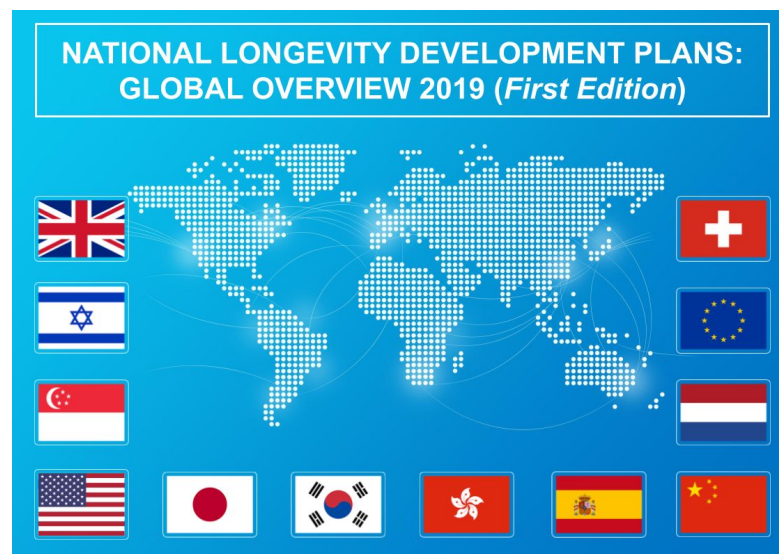 NATIONAL LONGEVITY DEVELOPMENT PLANS:
GLOBAL OVERVIEW 2019 (First Edition)